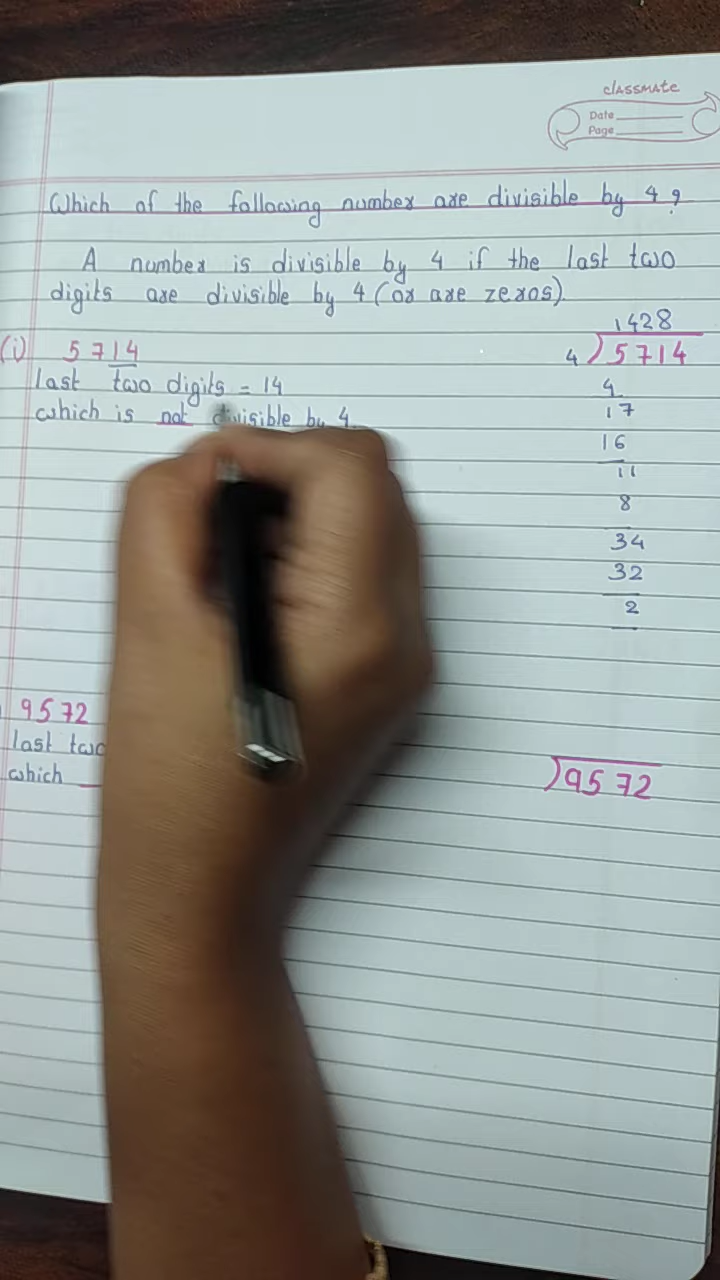 classmate
Date
Page
Which of the following number are divisible by 4?
A number is divisible by 4 if the last two
digits are divisible by 4 (or are zeros).
(i) 5714
last two digits = 14
which is not divisible by 4
1428
4 ) 5714
4
17
16
11
8
34
32
2
9572
last two
which
)9572